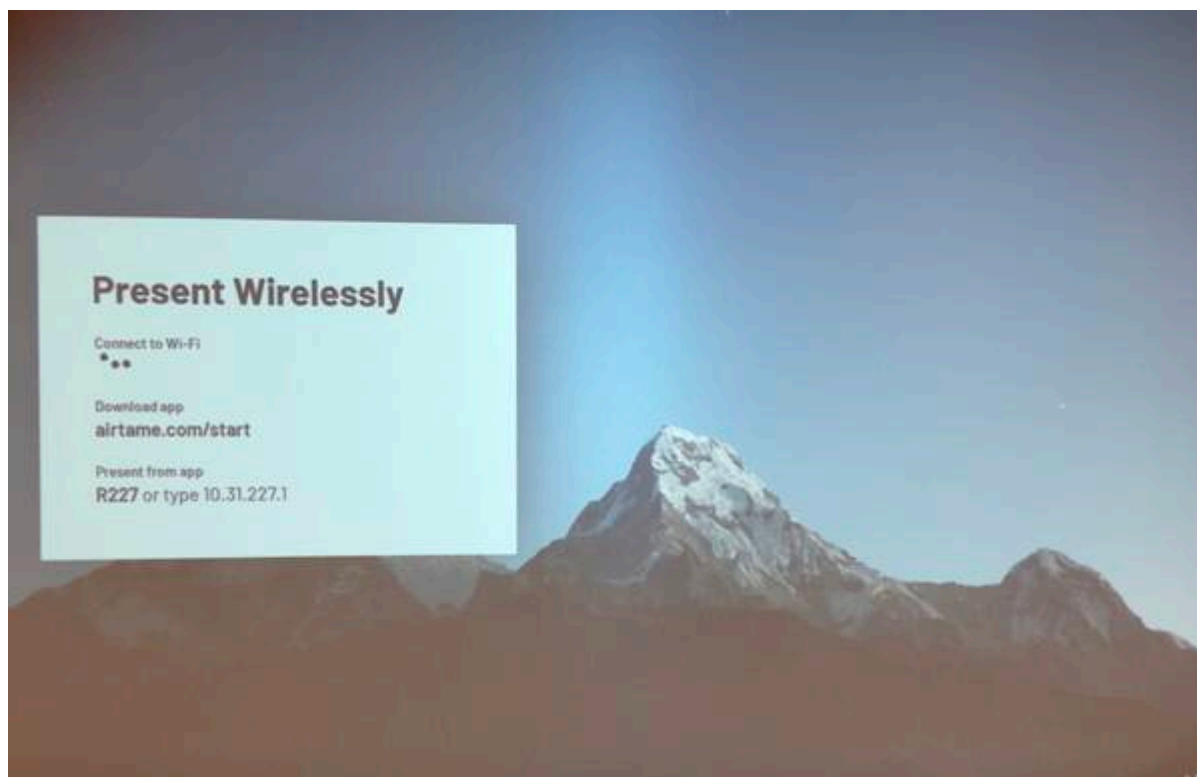 Present Wirelessly
Connect to Wi-Fi
Download app
airtame.com/start
Present from app
R227 or type 10.31.227.1